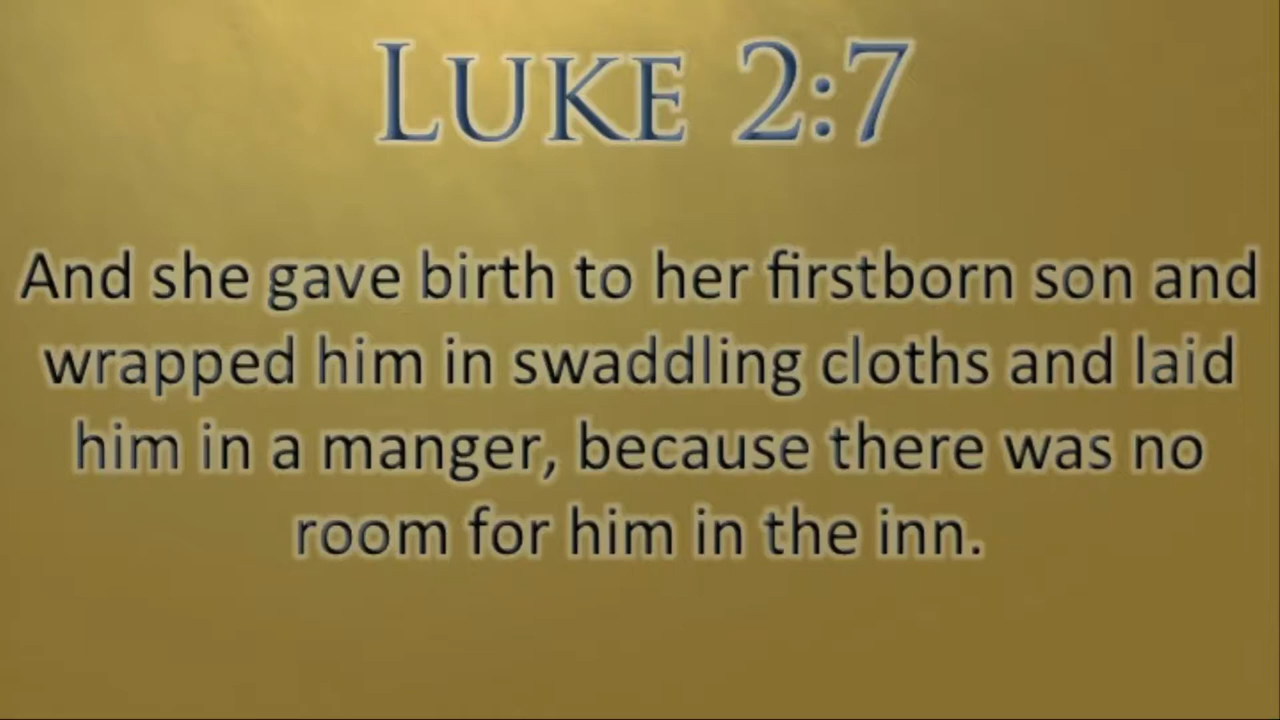 LUKE 2:7
And she gave birth to her firstborn son and
wrapped him in swaddling cloths and laid
him in a manger, because there was no
room for him in the inn.